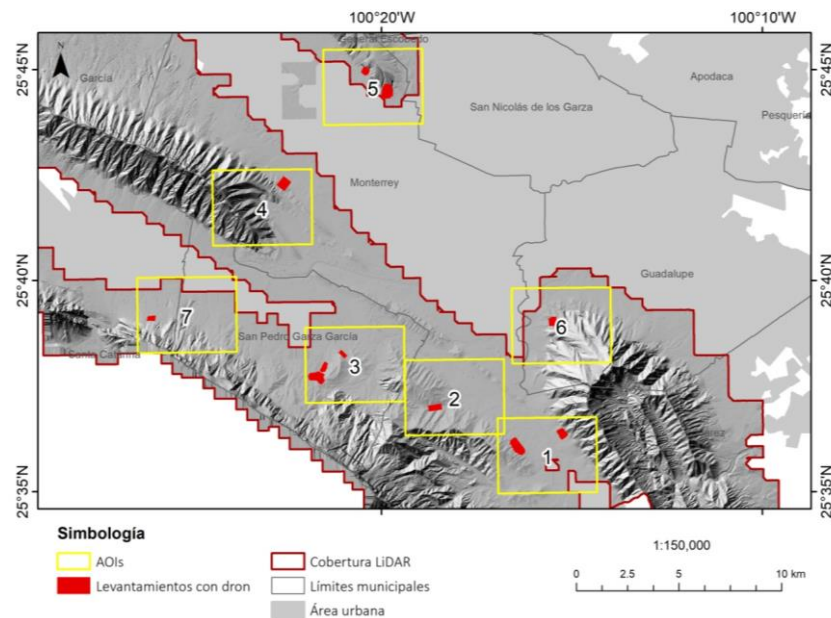 100°20'W
100°10'W
25°45'N
25°45'N
N
General Escobedo
García
Apodaca
5
San Nicolás de los Garza
Pesquería
Monterrey
4
25°40'N
25°40'N
Guadalupe
7
6
San Pedro Garza García
Santa Catarina
3
2
1
25°35'N
25°35'N
Simbología
AOIs
Cobertura LiDAR
1:150,000
Levantamientos con dron
Límites municipales
0
2.5
5
10 km
Área urbana